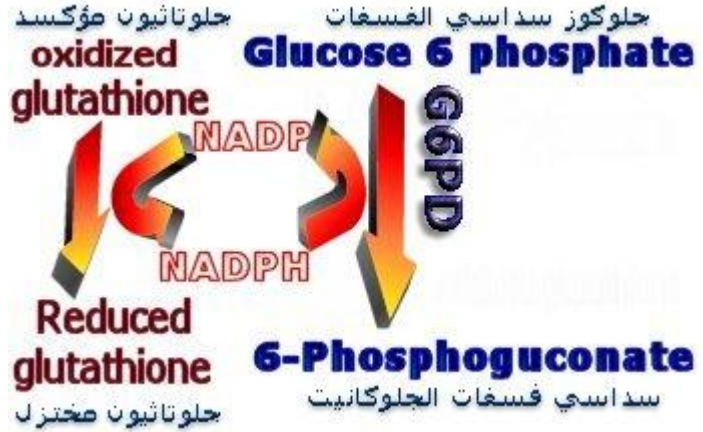 جلوتاثيون مؤكسد
oxidized
glutathione
جلوكوز سداسي الفسفات
Glucose 6 phosphate
G6PD
NADP
NADPH
Reduced
glutathione
جلوتاثيون مختزل
6-Phosphoguconate
سداسي فسفات الجلوكانيت